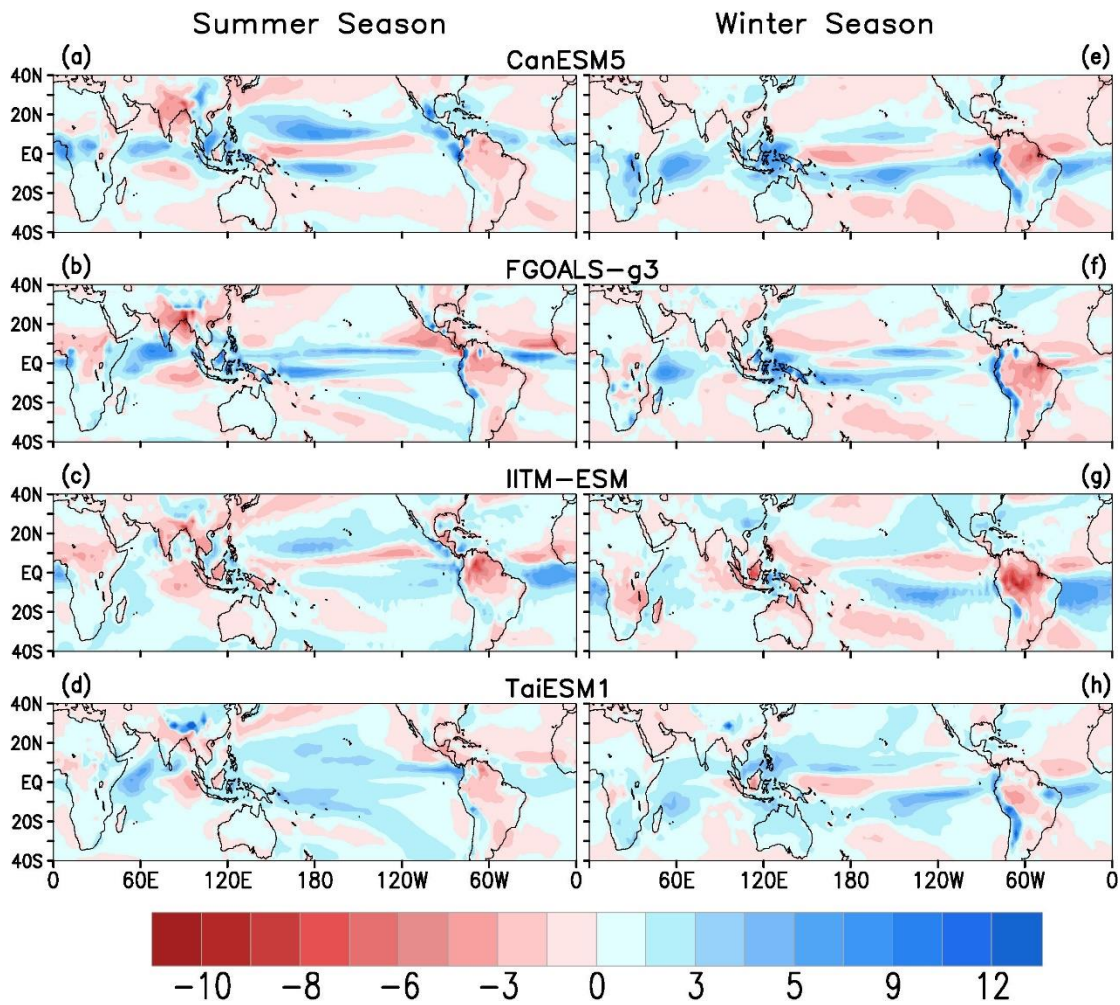 Summer Season Winter Season
(a) CanESM5 (e)
40N
20N
EQ
20S
40S
(b) FGOALS-g3 (f)
40N
20N
EQ
20S
40S
(c) IITM-ESM (g)
40N
20N
EQ
20S
40S
(d) TaiESM1 (h)
40N
20N
EQ
20S
40S
0 60E 120E 180 120W 60W 0 60E 120E 180 120W 60W 0
-10 -8 -6 -3 0 3 5 9 12